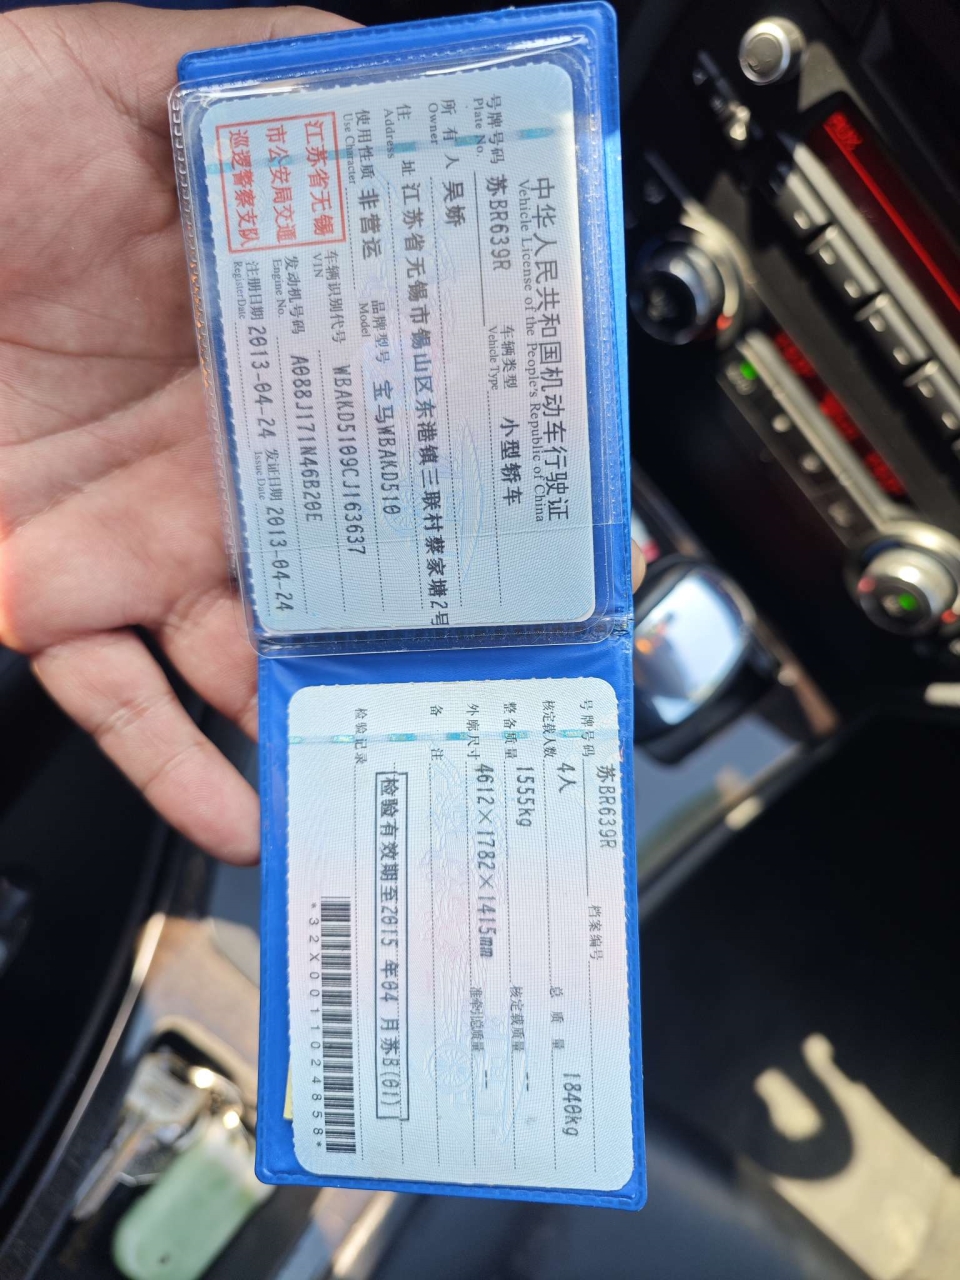 中华人民共和国机动车行驶证
Vehicle License of the People's Republic of China
号牌号码 苏BR639R 车辆类型 小型轿车
Plate No. Vehicle Type
所有人 吴娇
Owner
住址 江苏省无锡市锡山区东港镇三联村蔡家塘2号
Address
使用性质 非营运 品牌型号 宝马WBAKD510
Use Character Model
江苏省无锡
市公安局交通
巡逻警察支队
车辆识别代号 WBAKD5109CJ163637
VIN
发动机号码 A088J171N46B20E
Engine No.
注册日期 2013-04-24 发证日期 2013-04-24
Register Date Issue Date
号牌号码 苏BR639R 档案编号
核定载人数 4人 总质量 1840kg
整备质量 1555kg 核定载质量 --
外廓尺寸 4612×1782×1415mm 准牵引总质量 --
备注
检验有效期至2015年04月苏B(01)
检验记录
*32X0011024858*